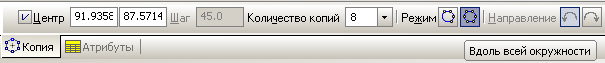 Центр 91.9358 87.5714 Шаг 45.0 Количество копий 8 Режим Направление
Копия Атрибуты Вдоль всей окружности